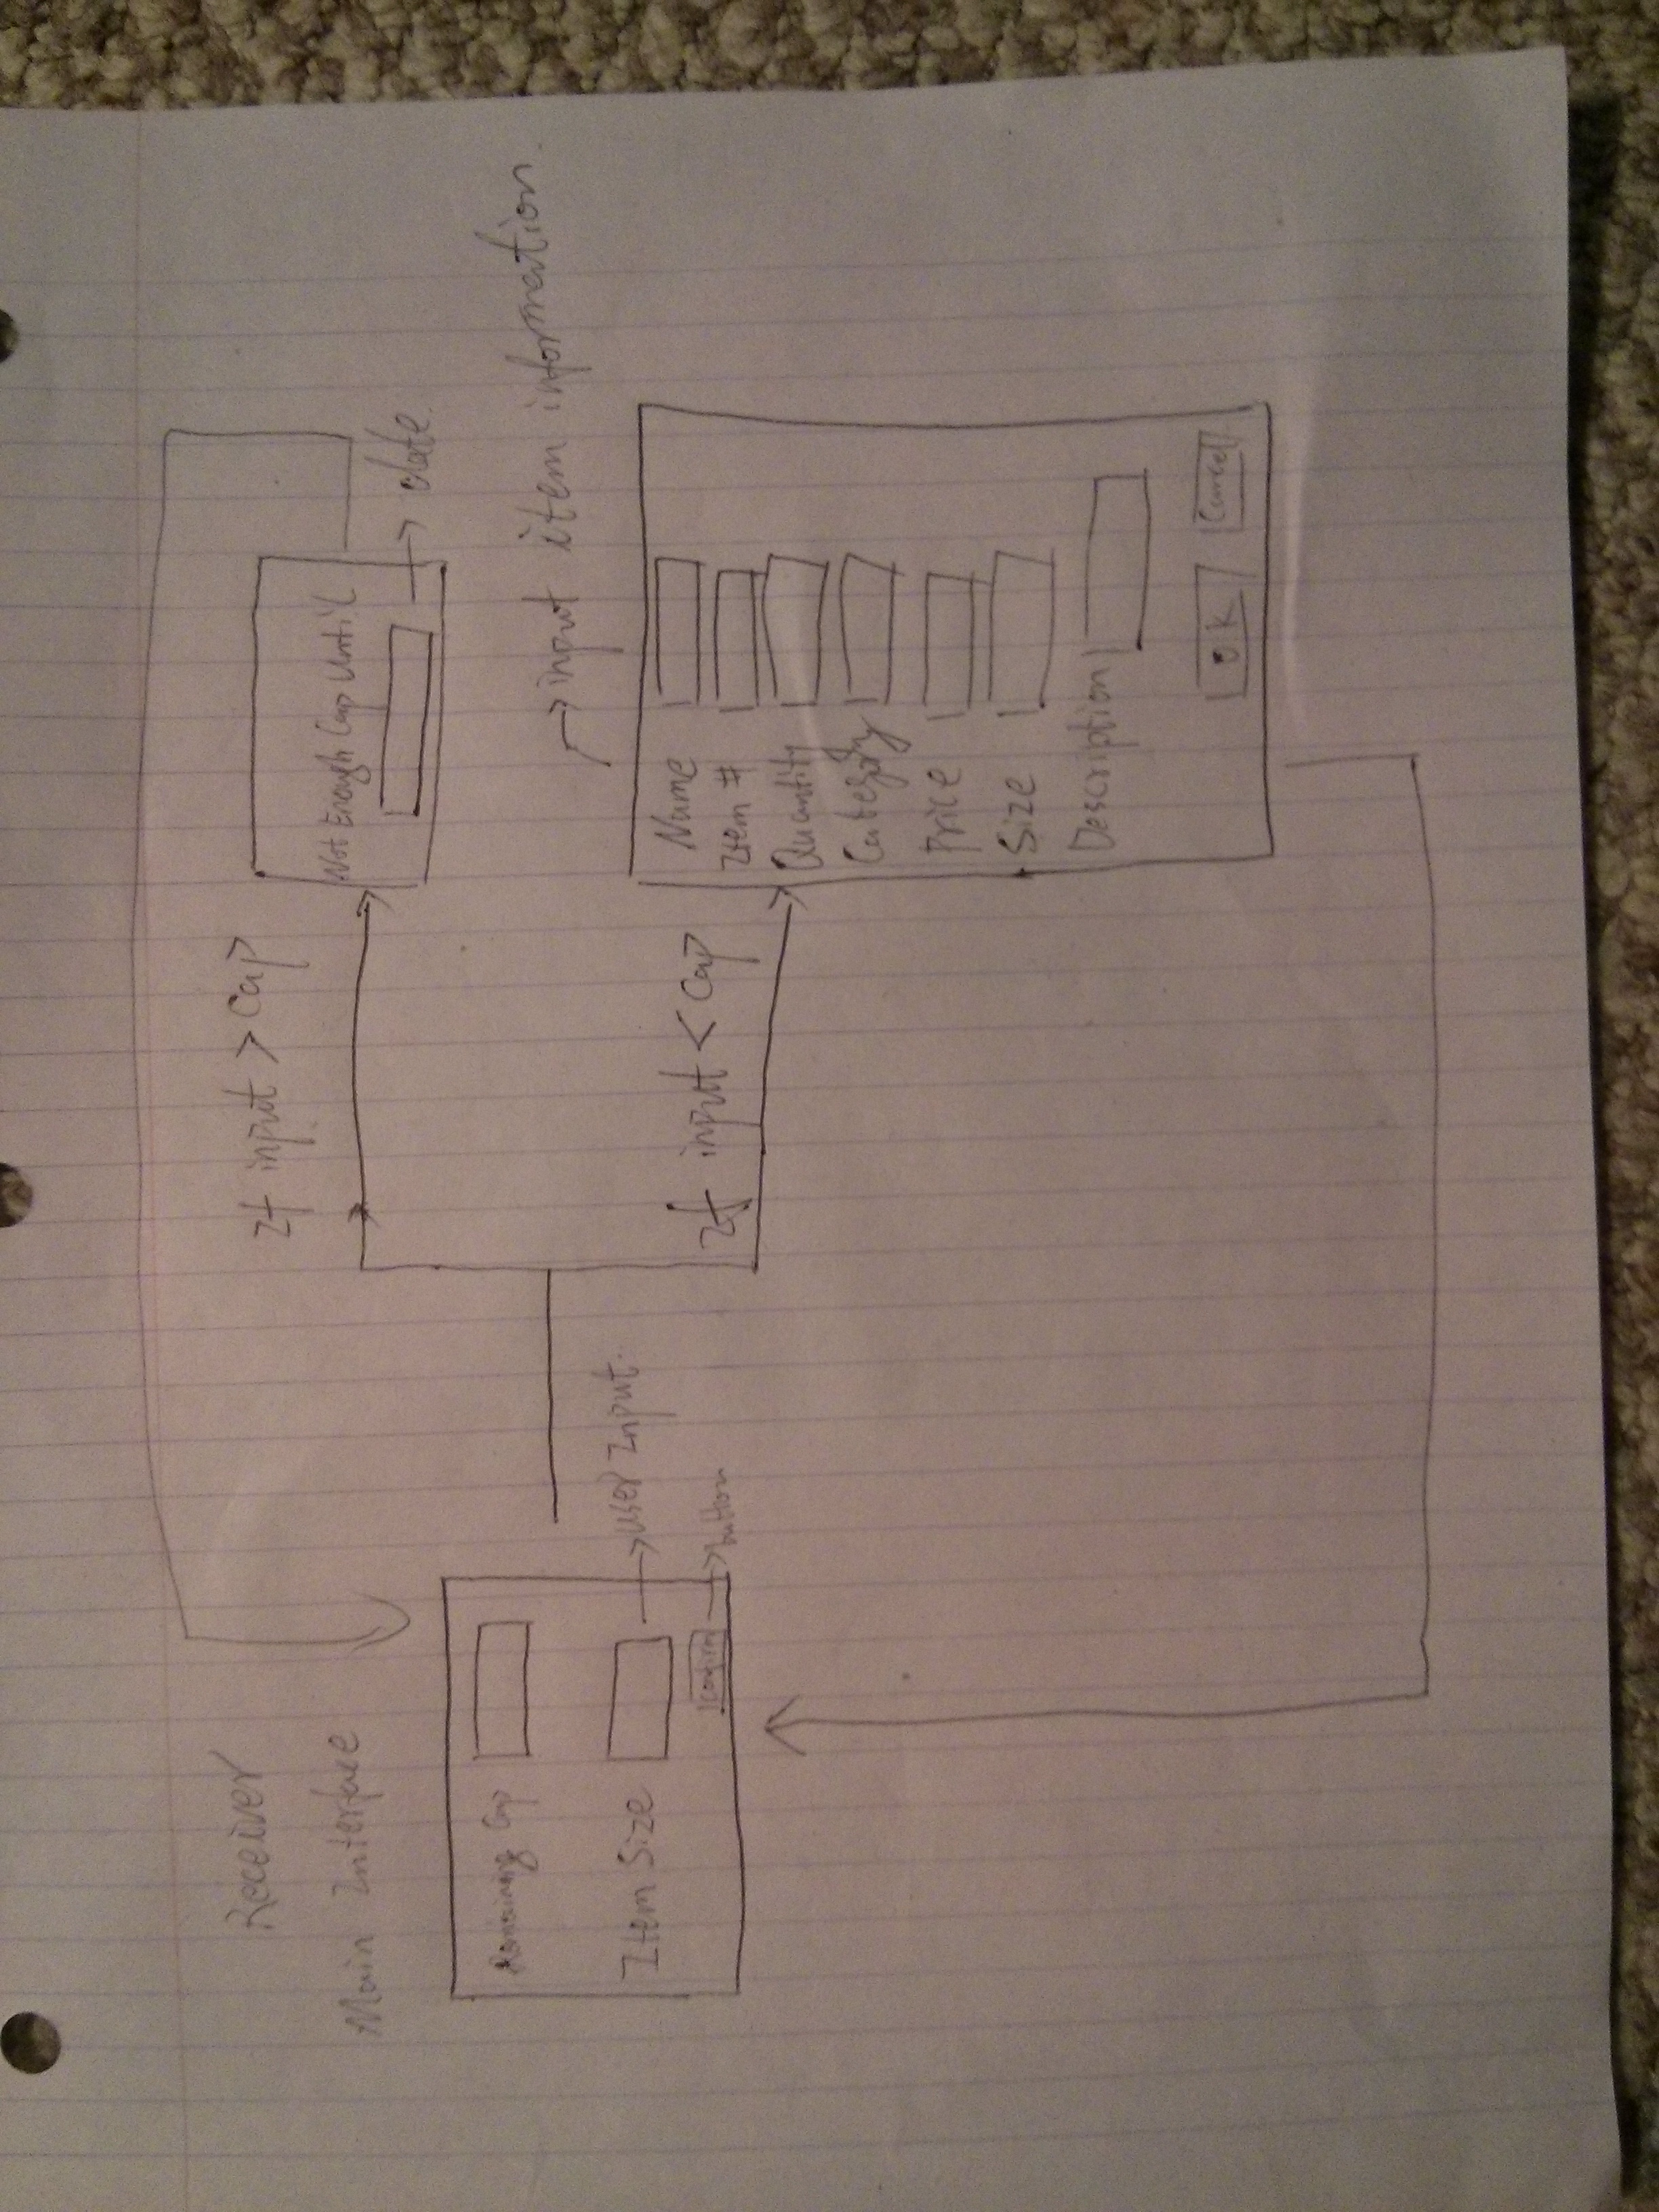 Receiver
Main Interface
Remaining Cap
Item Size
Confirm
User Input..
button
If input > Cap
Not Enough Cap Until
date.
If input < Cap
input item information.
Name
Item #
Quantity
Category
Price
Size
Description
OK
Cancel